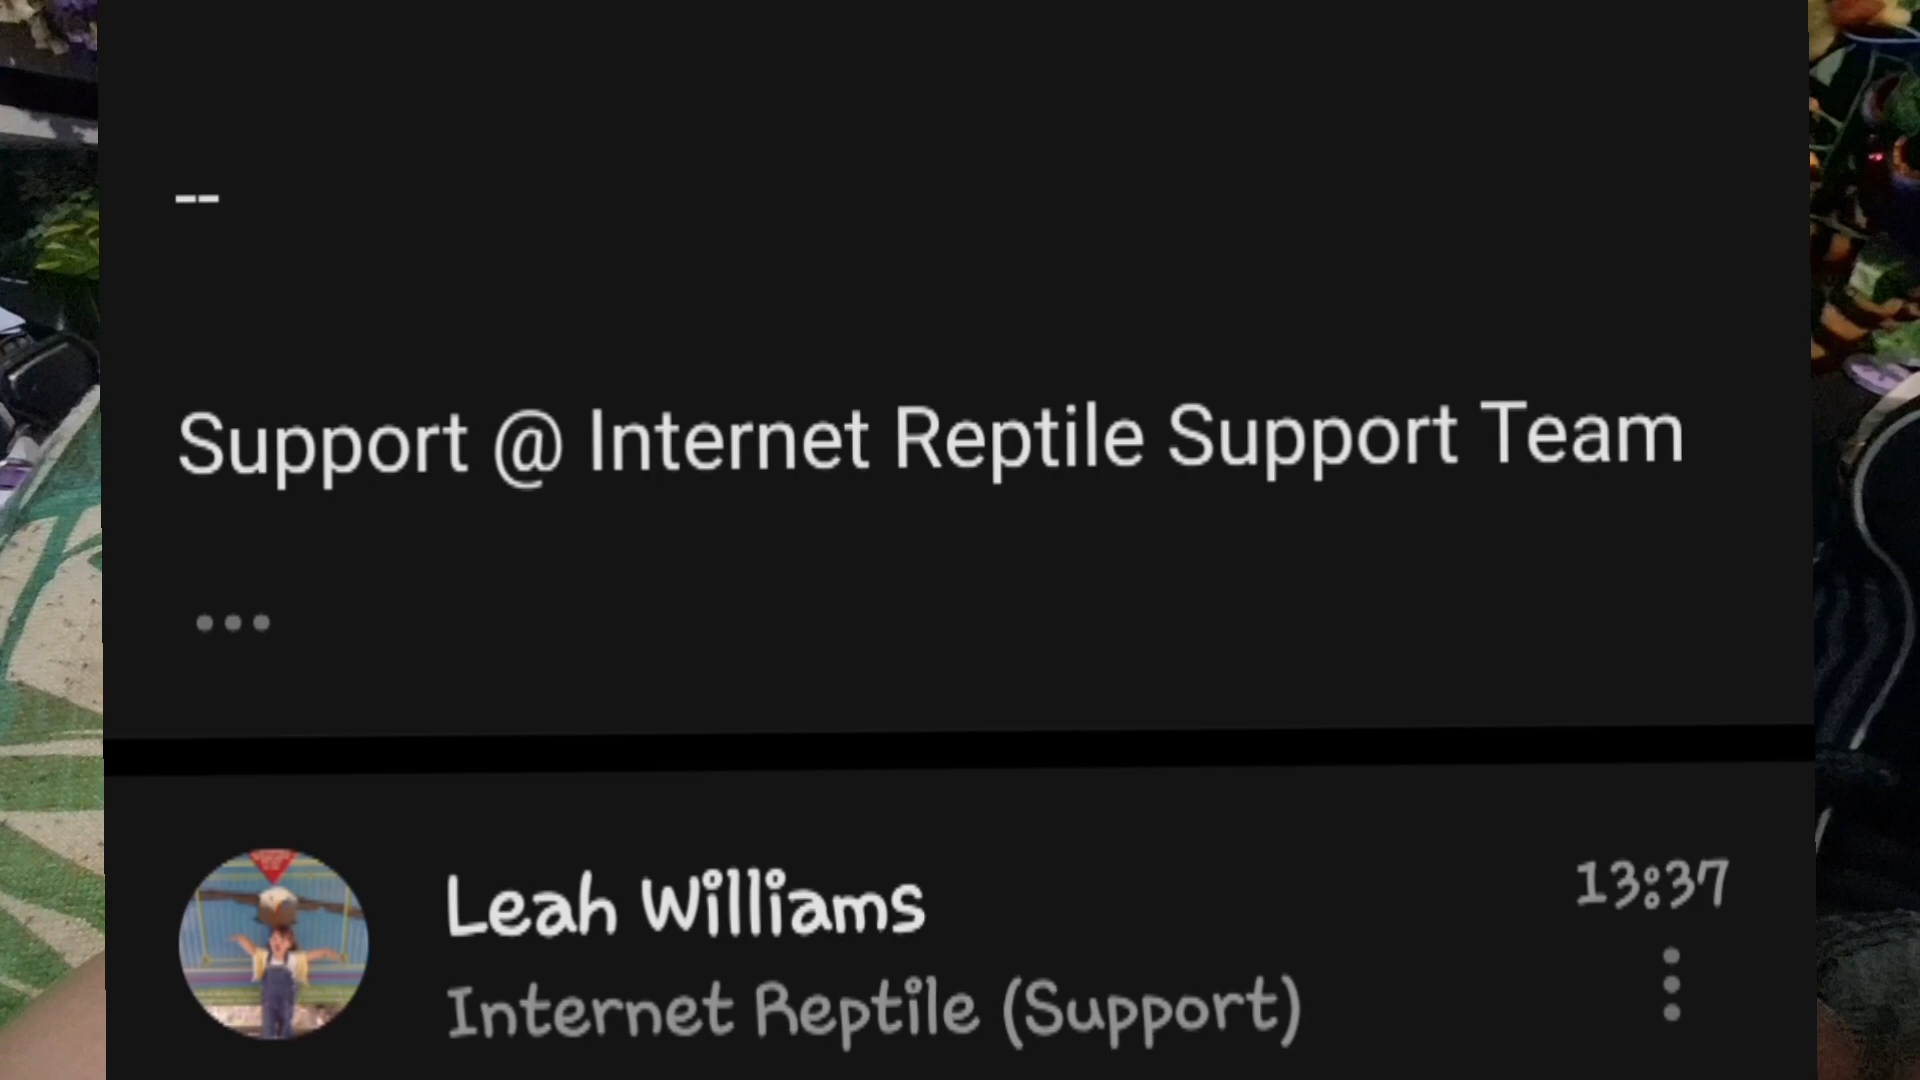 --
Support @ Internet Reptile Support Team
Leah Williams
13:37
Internet Reptile (Support)